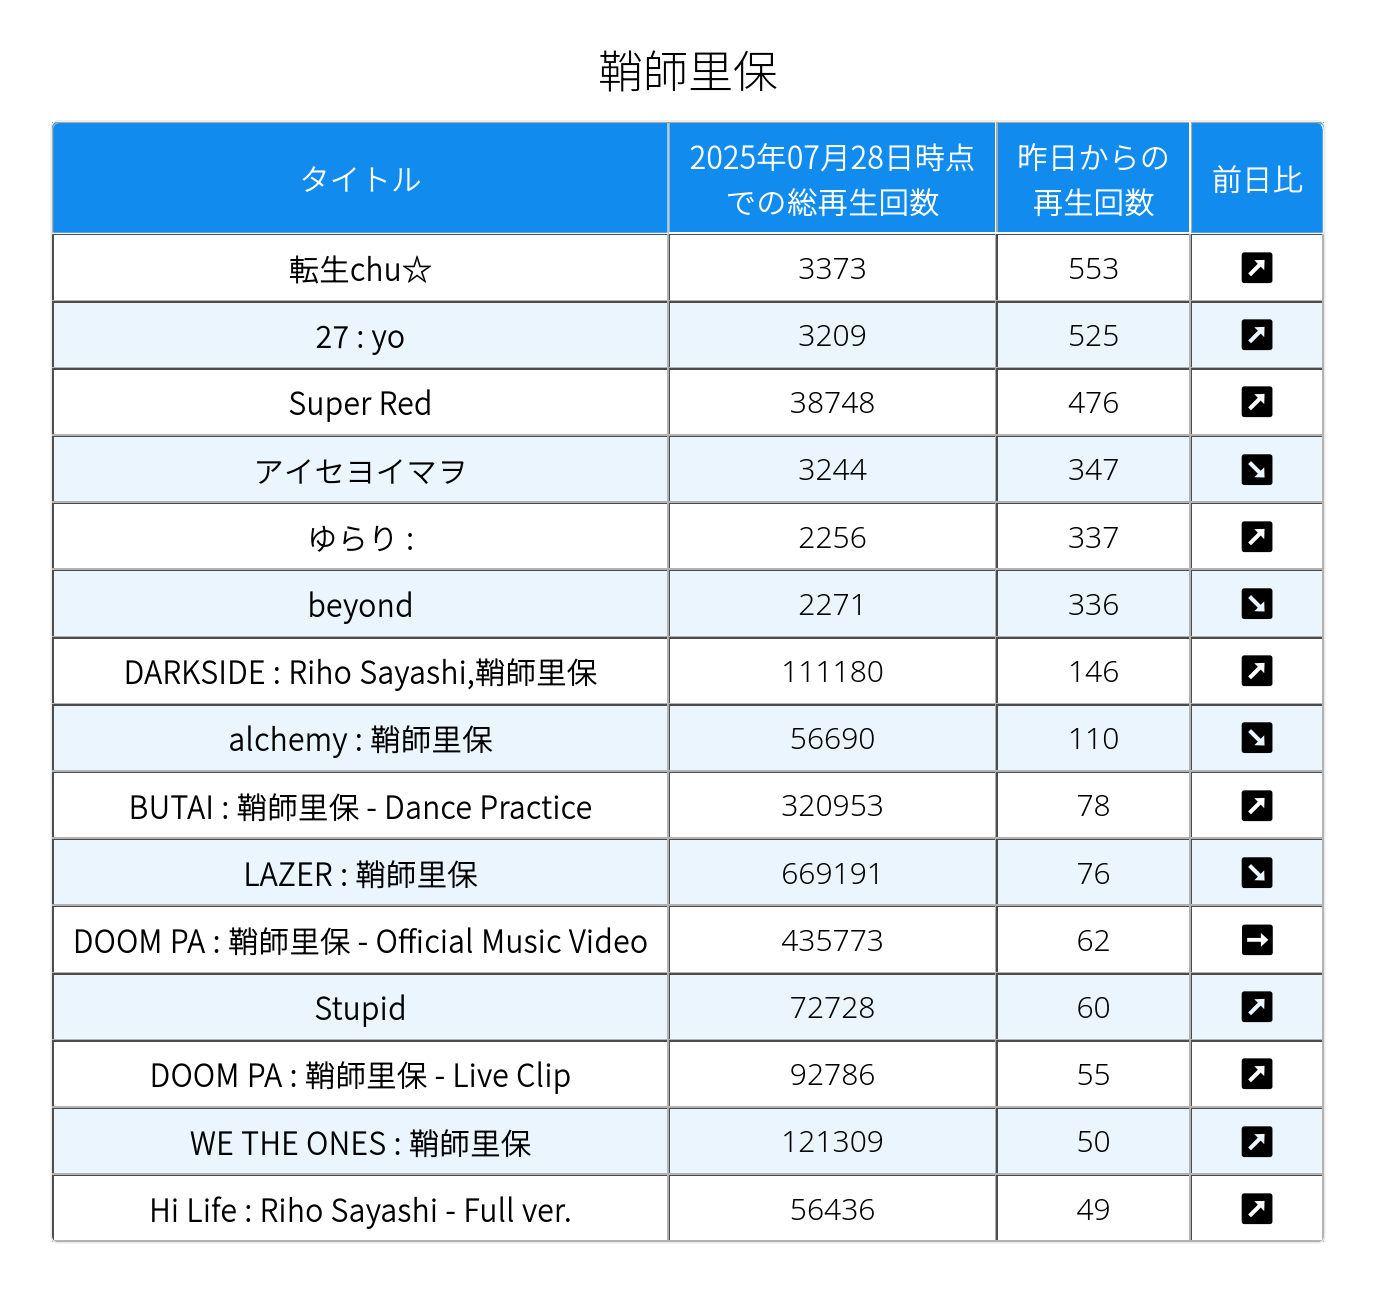 鞘師里保
タイトル 2025年07月28日時点での総再生回数 昨日からの再生回数 前日比
転生chu☆ 3373 553 ↗
27 : yo 3209 525 ↗
Super Red 38748 476 ↗
アイセヨイマヲ 3244 347 ↘
ゆらり : 2256 337 ↗
beyond 2271 336 ↘
DARKSIDE : Riho Sayashi,鞘師里保 111180 146 ↗
alchemy : 鞘師里保 56690 110 ↘
BUTAI : 鞘師里保 - Dance Practice 320953 78 ↗
LAZER : 鞘師里保 669191 76 ↘
DOOM PA : 鞘師里保 - Official Music Video 435773 62 →
Stupid 72728 60 ↗
DOOM PA : 鞘師里保 - Live Clip 92786 55 ↗
WE THE ONES : 鞘師里保 121309 50 ↗
Hi Life : Riho Sayashi - Full ver. 56436 49 ↗